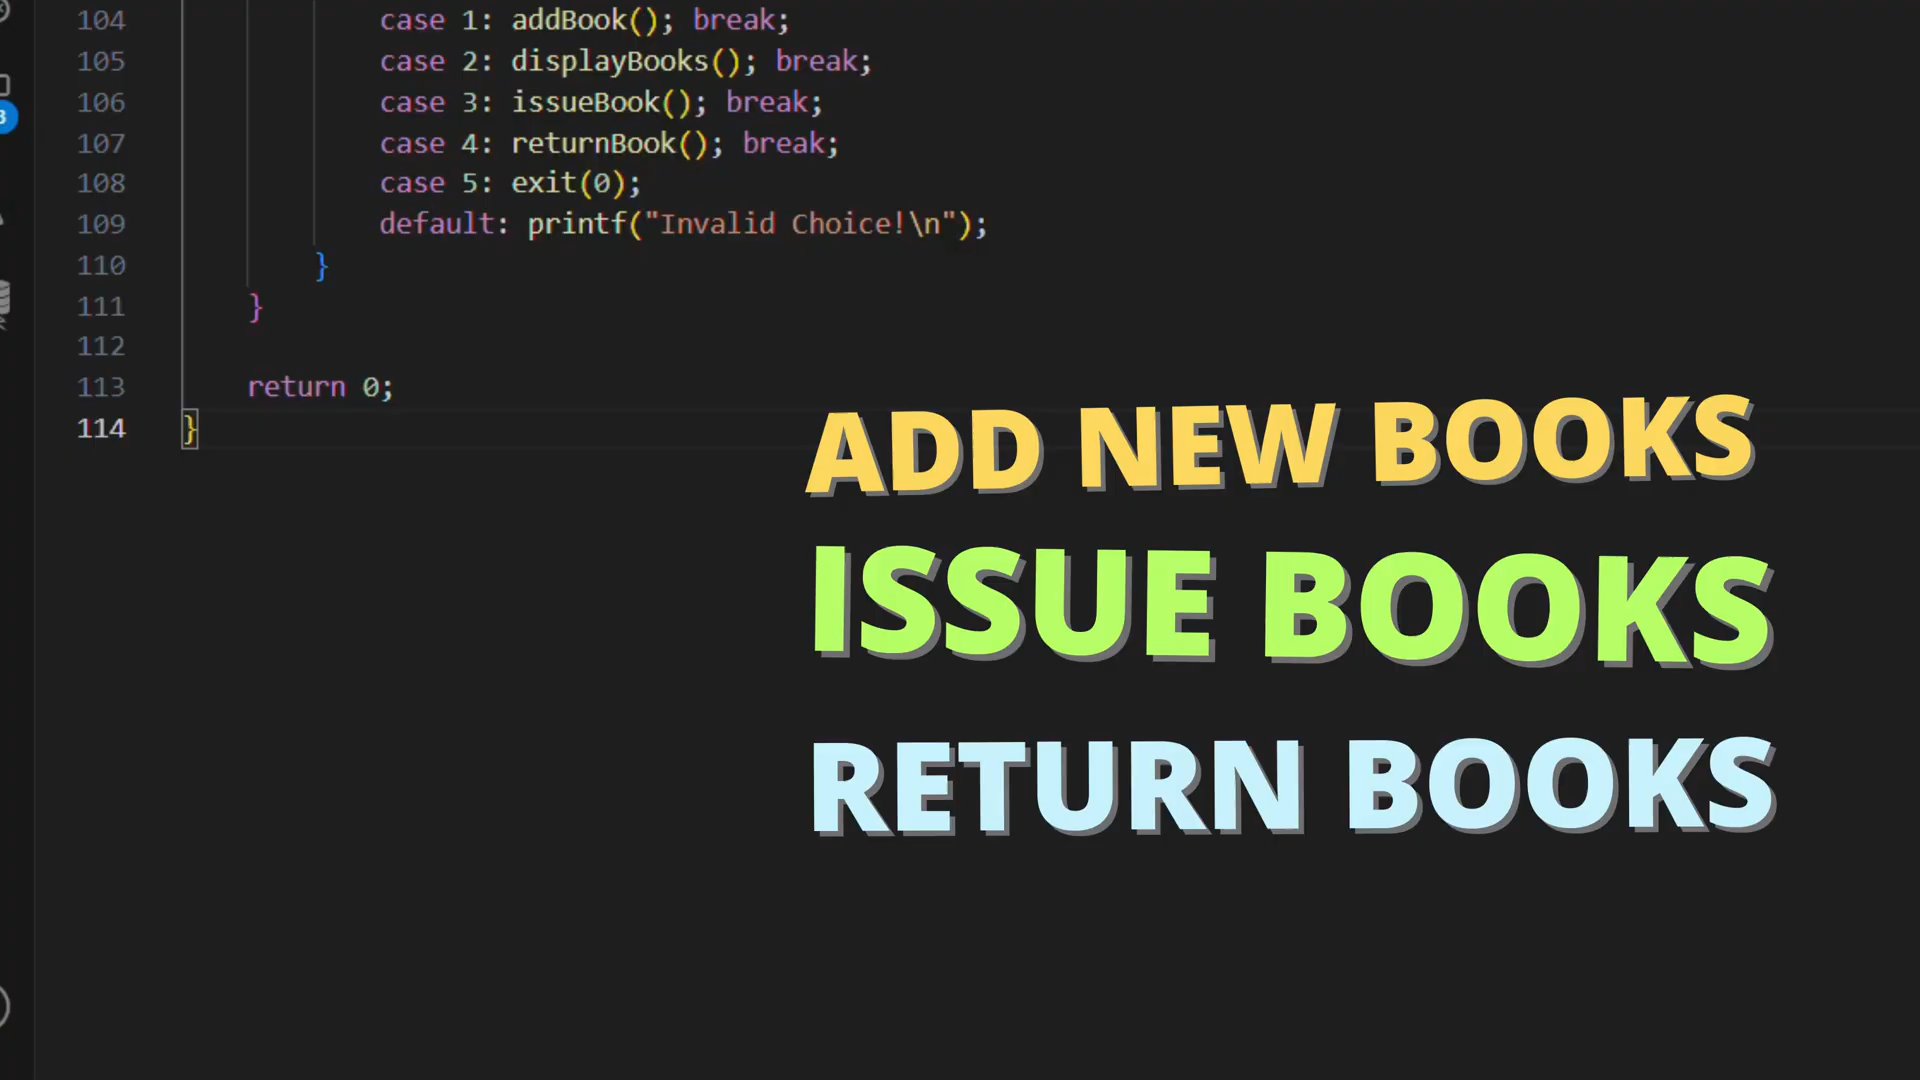 104 case 1: addBook(); break;
105 case 2: displayBooks(); break;
106 case 3: issueBook(); break;
107 case 4: returnBook(); break;
108 case 5: exit(0);
109 default: printf("Invalid Choice!\n");
110 }
111 }
112
113 return 0;
114 }
ADD NEW BOOKS
ISSUE BOOKS
RETURN BOOKS